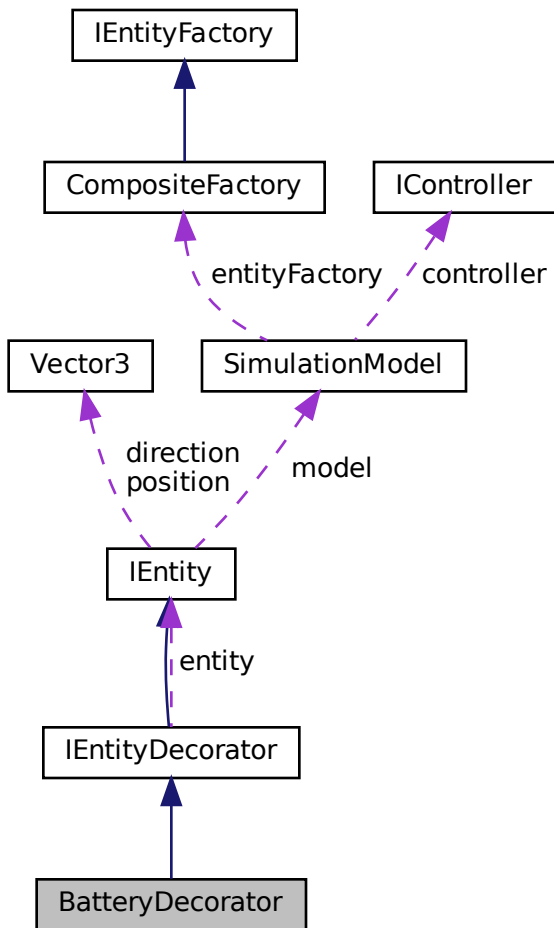 IEntityFactory
CompositeFactory
IController
entityFactory
controller
Vector3
SimulationModel
direction
position
model
IEntity
entity
IEntityDecorator
BatteryDecorator